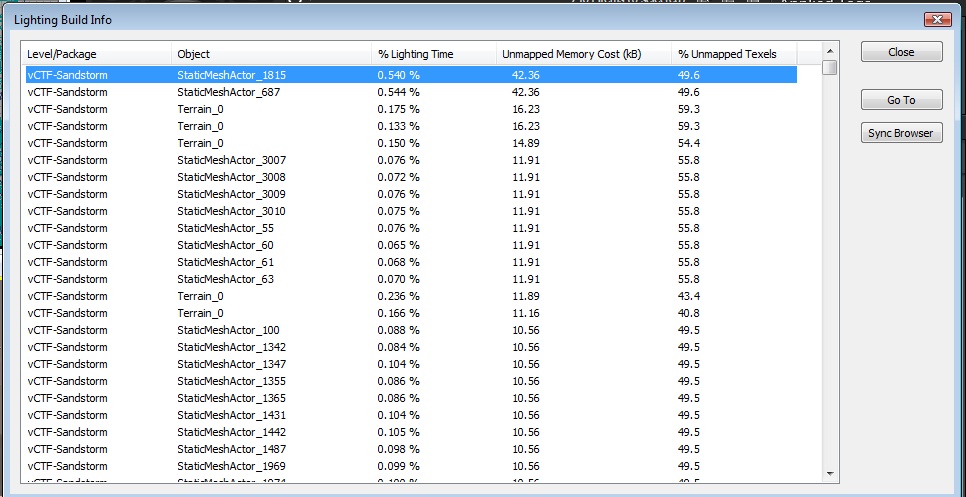 Lighting Build Info
Level/Package Object % Lighting Time Unmapped Memory Cost (kB) % Unmapped Texels
Close
vCTF-Sandstorm StaticMeshActor_1815 0.540 % 42.36 49.6
vCTF-Sandstorm StaticMeshActor_687 0.544 % 42.36 49.6
Go To
vCTF-Sandstorm Terrain_0 0.175 % 16.23 59.3
vCTF-Sandstorm Terrain_0 0.133 % 16.23 59.3
Sync Browser
vCTF-Sandstorm Terrain_0 0.150 % 14.89 54.4
vCTF-Sandstorm StaticMeshActor_3007 0.076 % 11.91 55.8
vCTF-Sandstorm StaticMeshActor_3008 0.072 % 11.91 55.8
vCTF-Sandstorm StaticMeshActor_3009 0.076 % 11.91 55.8
vCTF-Sandstorm StaticMeshActor_3010 0.075 % 11.91 55.8
vCTF-Sandstorm StaticMeshActor_55 0.076 % 11.91 55.8
vCTF-Sandstorm StaticMeshActor_60 0.065 % 11.91 55.8
vCTF-Sandstorm StaticMeshActor_61 0.068 % 11.91 55.8
vCTF-Sandstorm StaticMeshActor_63 0.070 % 11.91 55.8
vCTF-Sandstorm Terrain_0 0.236 % 11.89 43.4
vCTF-Sandstorm Terrain_0 0.166 % 11.16 40.8
vCTF-Sandstorm StaticMeshActor_100 0.088 % 10.56 49.5
vCTF-Sandstorm StaticMeshActor_1342 0.084 % 10.56 49.5
vCTF-Sandstorm StaticMeshActor_1347 0.104 % 10.56 49.5
vCTF-Sandstorm StaticMeshActor_1355 0.086 % 10.56 49.5
vCTF-Sandstorm StaticMeshActor_1365 0.086 % 10.56 49.5
vCTF-Sandstorm StaticMeshActor_1431 0.104 % 10.56 49.5
vCTF-Sandstorm StaticMeshActor_1442 0.105 % 10.56 49.5
vCTF-Sandstorm StaticMeshActor_1487 0.098 % 10.56 49.5
vCTF-Sandstorm StaticMeshActor_1969 0.099 % 10.56 49.5